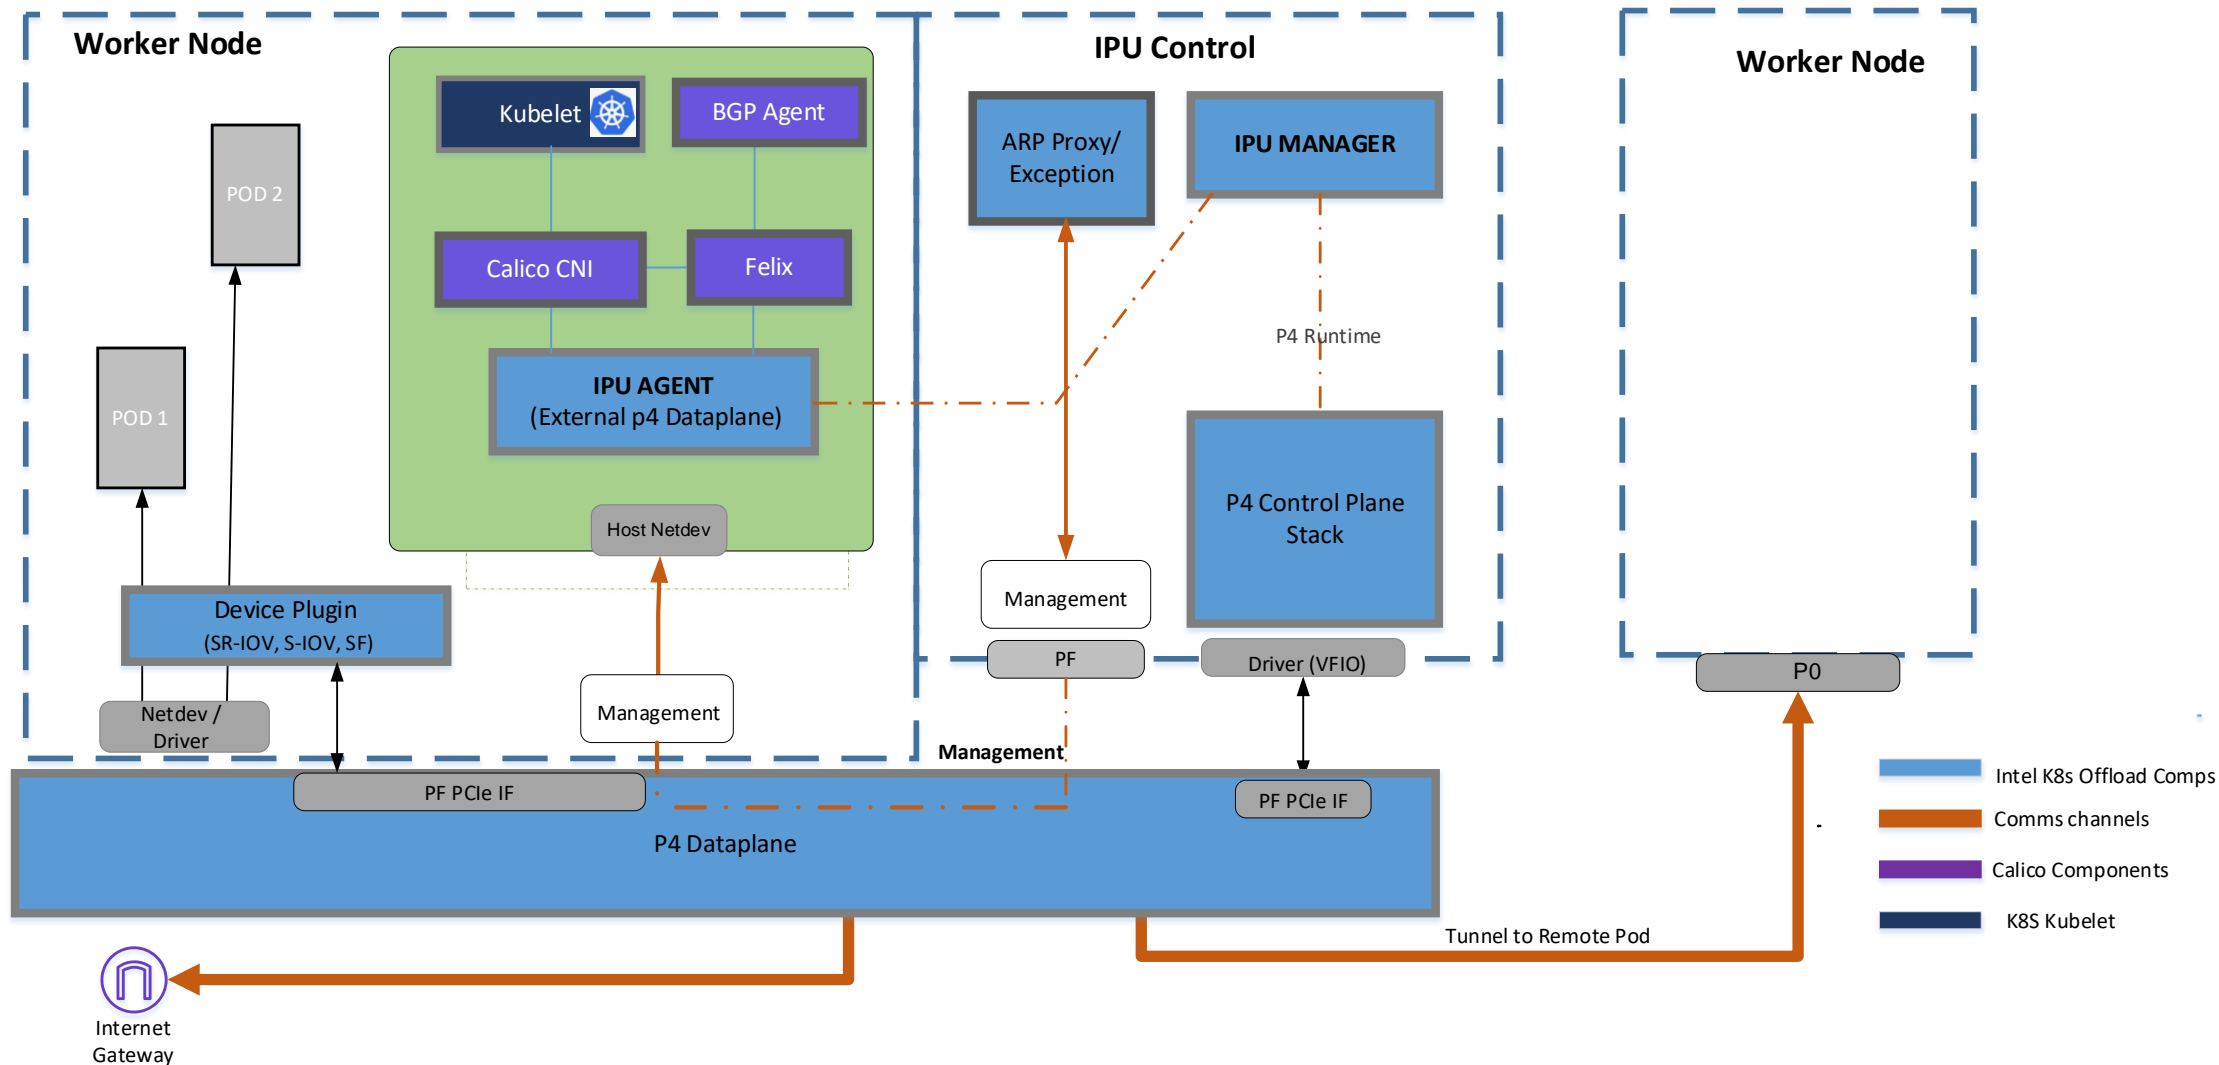 Worker Node
IPU Control
Worker Node
Kubelet
BGP Agent
ARP Proxy/
Exception
IPU MANAGER
POD 2
Calico CNI
Felix
P4 Runtime
IPU AGENT
(External p4 Dataplane)
POD 1
P4 Control Plane
Stack
Host Netdev
Management
Device Plugin
(SR-IOV, S-IOV, SF)
PF
Driver (VFIO)
P0
Netdev /
Driver
Management
Management
PF PCIe IF
PF PCIe IF
P4 Dataplane
Intel K8s Offload Comps
Comms channels
Calico Components
K8S Kubelet
Tunnel to Remote Pod
Internet
Gateway